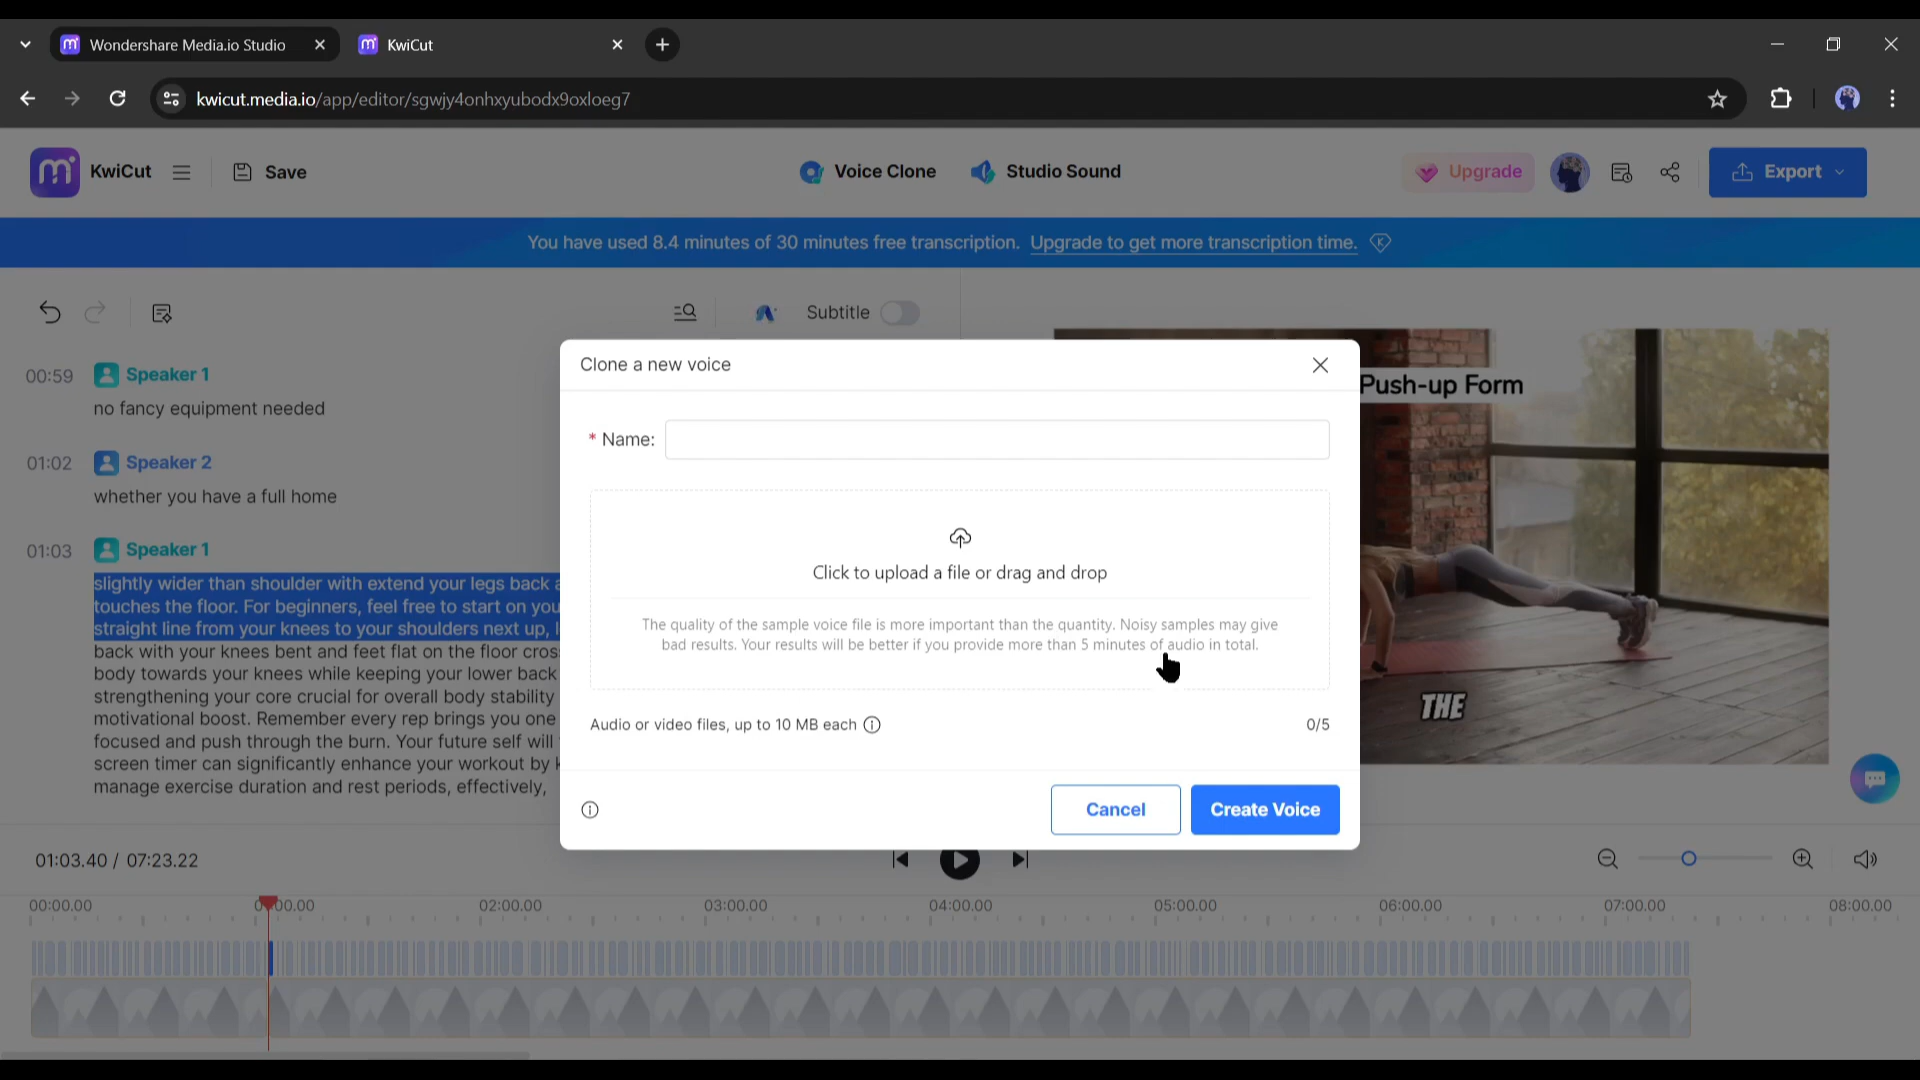 Wondershare Media.io Studio
KwiCut
kwicut.media.io/app/editor/sgwjy4onhxyubodx9oxloeg7
KwiCut
Save
Voice Clone
Studio Sound
Upgrade
Export
You have used 8.4 minutes of 30 minutes free transcription. Upgrade to get more transcription time.
Subtitle
00:59 Speaker 1
no fancy equipment needed
01:02 Speaker 2
whether you have a full home
01:03 Speaker 1
slightly wider than shoulder with extend your legs back
touches the floor. For beginners, feel free to start on
straight line from your knees to your shoulders next up,
back with your knees bent and feet flat on the floor
body towards your knees while keeping your lower back
strengthening your core crucial for overall body stability
motivational boost. Remember every rep brings you one
focused and push through the burn. Your future self will
screen timer can significantly enhance your workout by
manage exercise duration and rest periods, effectively,
Clone a new voice
* Name:
Click to upload a file or drag and drop
The quality of the sample voice file is more important than the quantity. Noisy samples may give
bad results. Your results will be better if you provide more than 5 minutes of audio in total.
Audio or video files, up to 10 MB each
0/5
Cancel
Create Voice
Push-up Form
THE
01:03.40 / 07:23.22
00:00.00
02:00.00
03:00.00
04:00.00
05:00.00
06:00.00
07:00.00
08:00.00